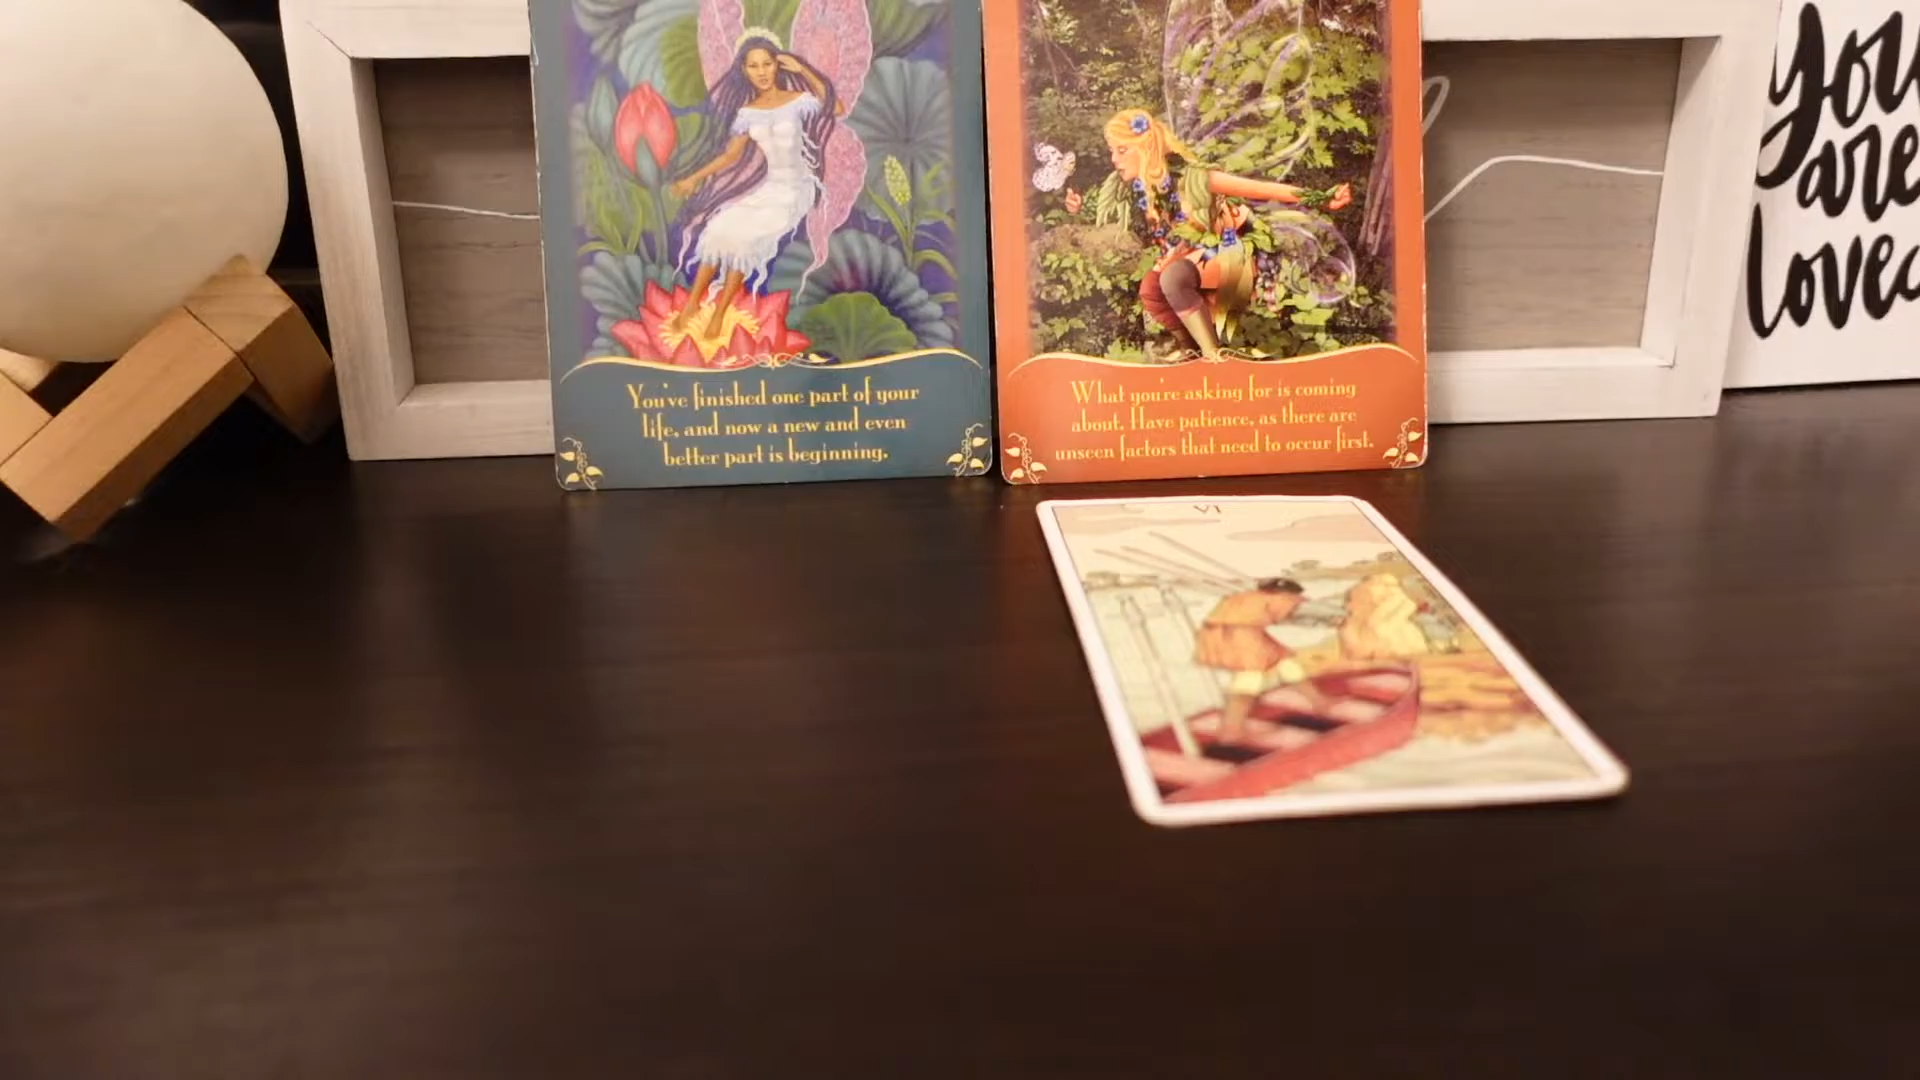 You've finished one part of your
life, and now a new and even
better part is beginning.
What you're asking for is coming
about. Have patience, as there are
unseen factors that need to occur first.
VI
You
are
loved